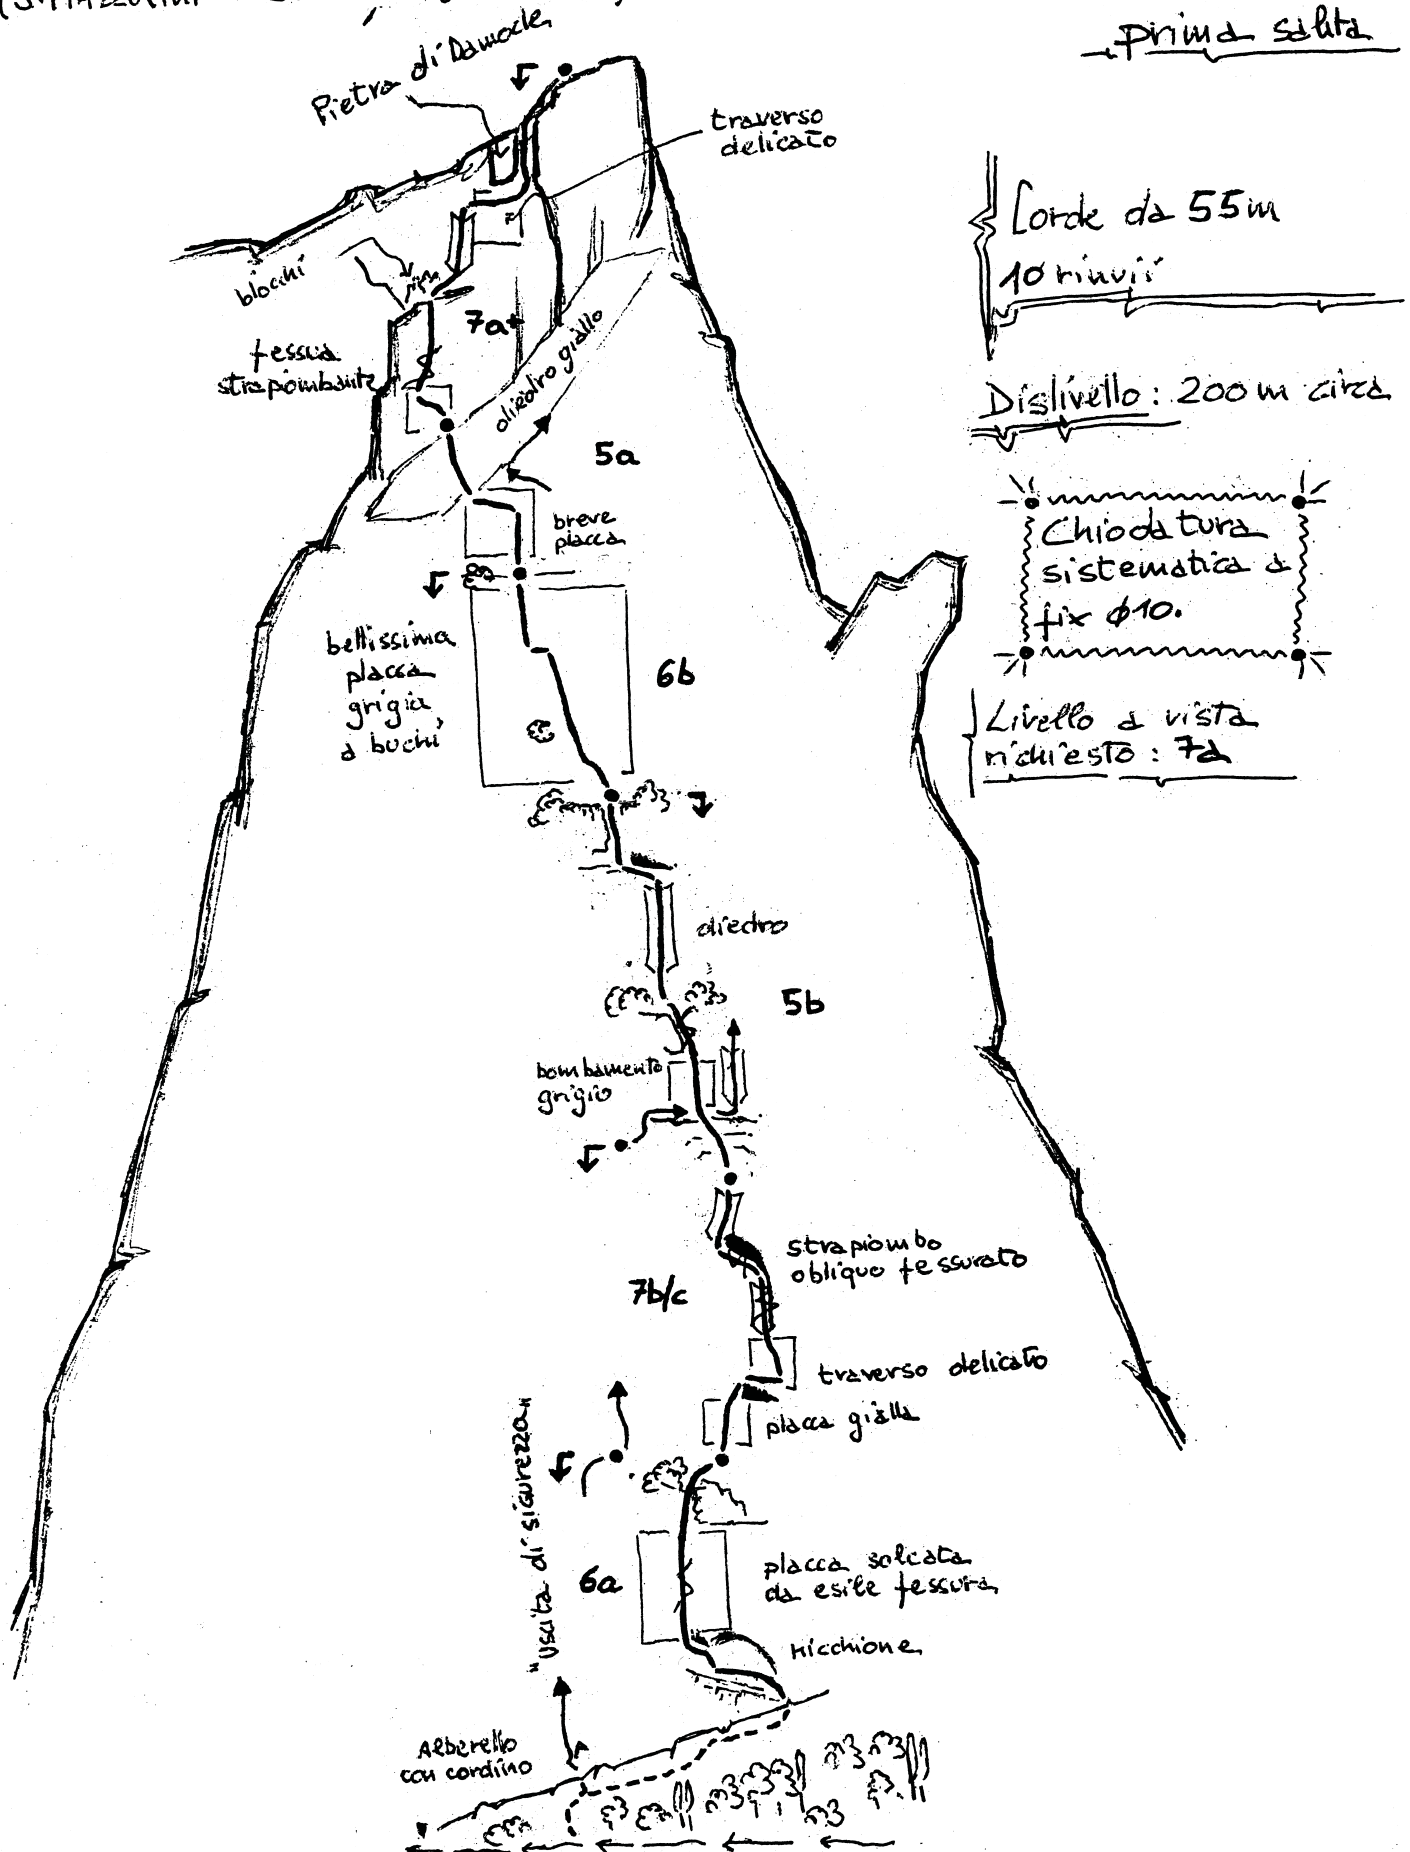 Prima salita
Pietra di Damocle
traverso
delicato
Corde da 55m
10 rinvii
blocchi
7a+
fessura
strapiombante
diedro giallo
Dislivello: 200m circa
5a
breve
placca
Chiodatura
sistematica a
fix φ10.
bellissima
placca
grigia
a buchi
6b
Livello a vista
richiesto: 7a
diedro
5b
bombamento
grigio
strapiombo
obliquo fessurato
7b/c
traverso delicato
placca gialla
"uscita di sicurezza"
6a
placca solcata
da esile fessura
nicchione
Alberello
con cordino